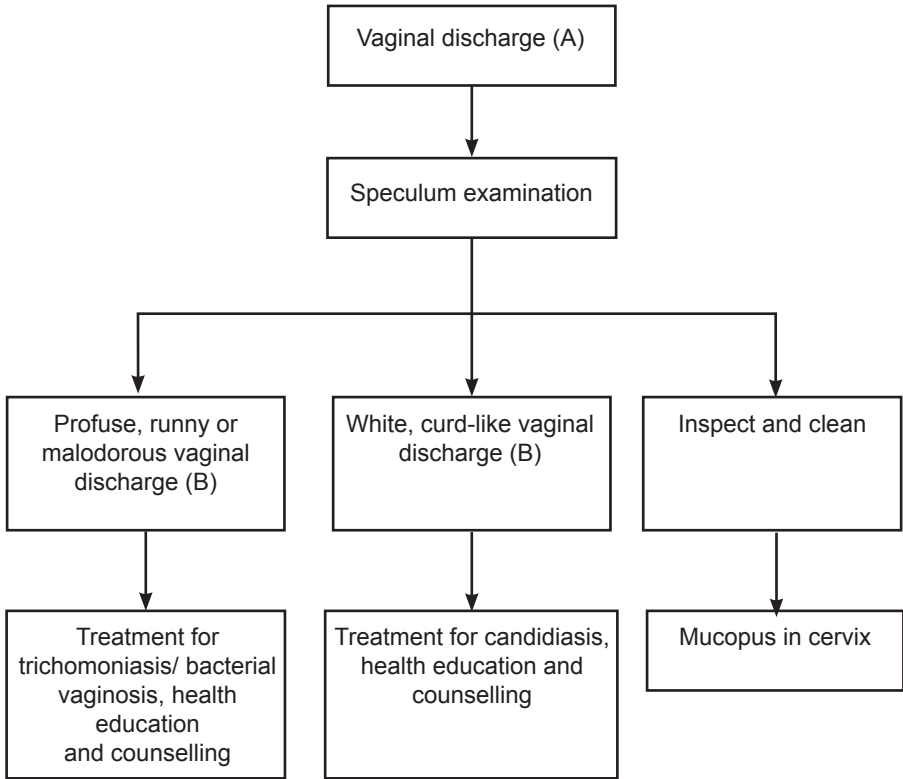 Vaginal discharge (A)
Speculum examination
Profuse, runny or
malodorous vaginal
discharge (B)
White, curd-like vaginal
discharge (B)
Inspect and clean
Treatment for
trichomoniasis/ bacterial
vaginosis, health
education
and counselling
Treatment for candidiasis,
health education and
counselling
Mucopus in cervix